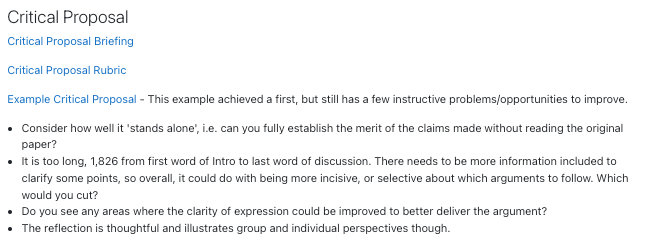 Critical Proposal
Critical Proposal Briefing
Critical Proposal Rubric
Example Critical Proposal - This example achieved a first, but still has a few instructive problems/opportunities to improve.
• Consider how well it 'stands alone', i.e. can you fully establish the merit of the claims made without reading the original
paper?
• It is too long, 1,826 from first word of Intro to last word of discussion. There needs to be more information included to
clarify some points, so overall, it could do with being more incisive, or selective about which arguments to follow. Which
would you cut?
• Do you see any areas where the clarity of expression could be improved to better deliver the argument?
• The reflection is thoughtful and illustrates group and individual perspectives though.